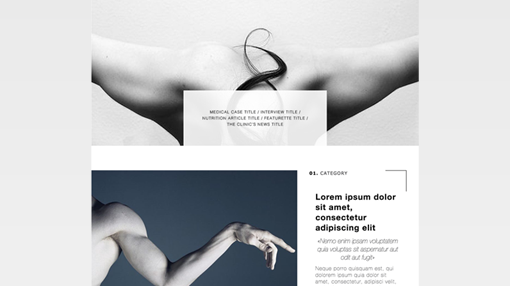 MEDICAL CASE TITLE / INTERVIEW TITLE /
NUTRITION ARTICLE TITLE / FEATURETTE TITLE /
THE CLINIC'S NEWS TITLE
01. CATEGORY
Lorem ipsum dolor
sit amet,
consectetur
adipiscing elit
«Nemo enim ipsam voluptatem
quia voluptas sit aspernatur aut
odit aut fugit»
Neque porro quisquam est, qui
dolorem ipsum quia dolor sit
amet, consectetur, adipisci velit,